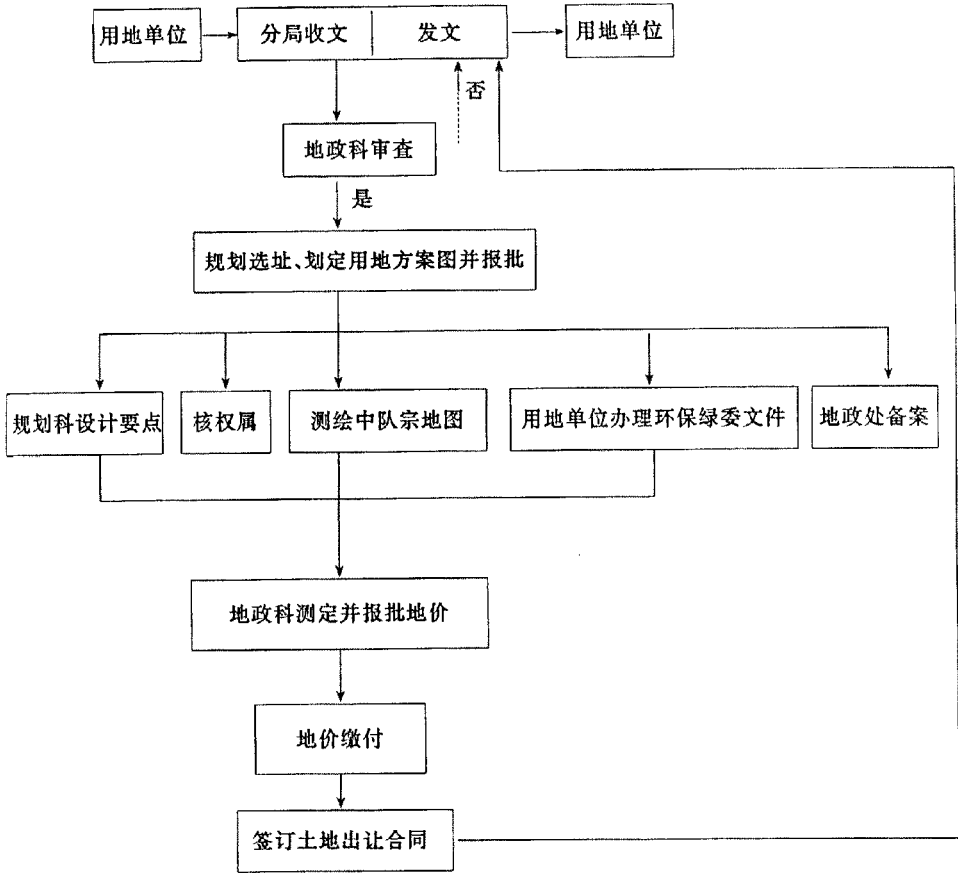 用地单位
分局收文
发文
用地单位
否
地政科审查
是
规划选址、划定用地方案图并报批
规划科设计要点
核权属
测绘中队宗地图
用地单位办理环保绿委文件
地政处备案
地政科测定并报批地价
地价缴付
签订土地出让合同